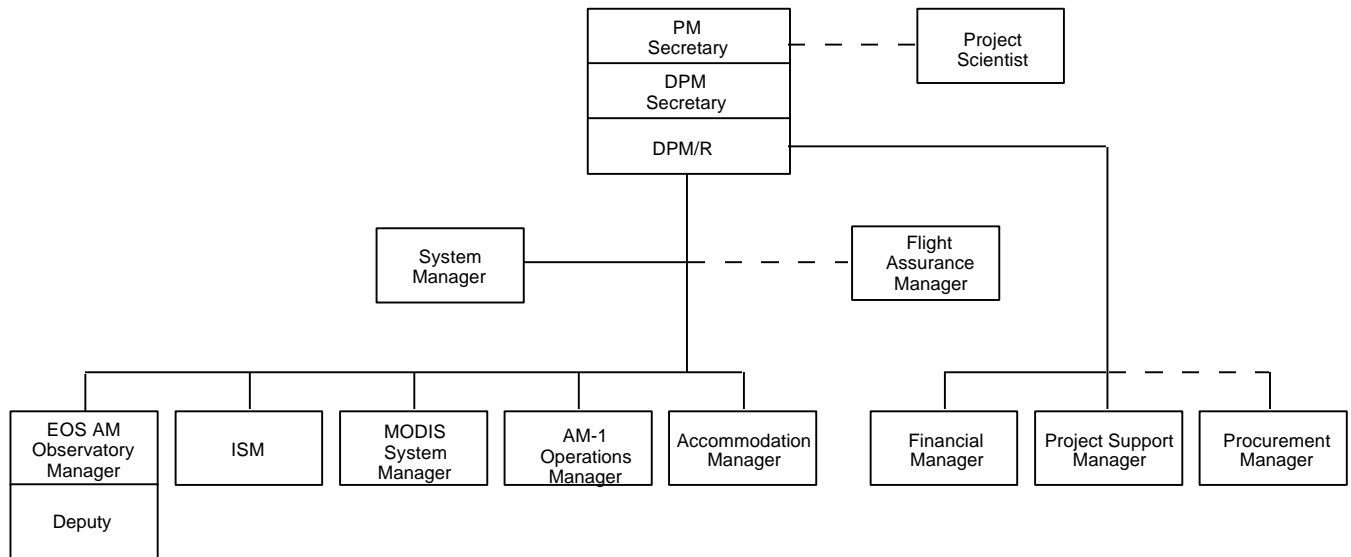 PM
Secretary
Project
Scientist
DPM
Secretary
DPM/R
System
Manager
Flight
Assurance
Manager
EOS AM
Observatory
Manager
Deputy
ISM
MODIS
System
Manager
AM-1
Operations
Manager
Accommodation
Manager
Financial
Manager
Project Support
Manager
Procurement
Manager